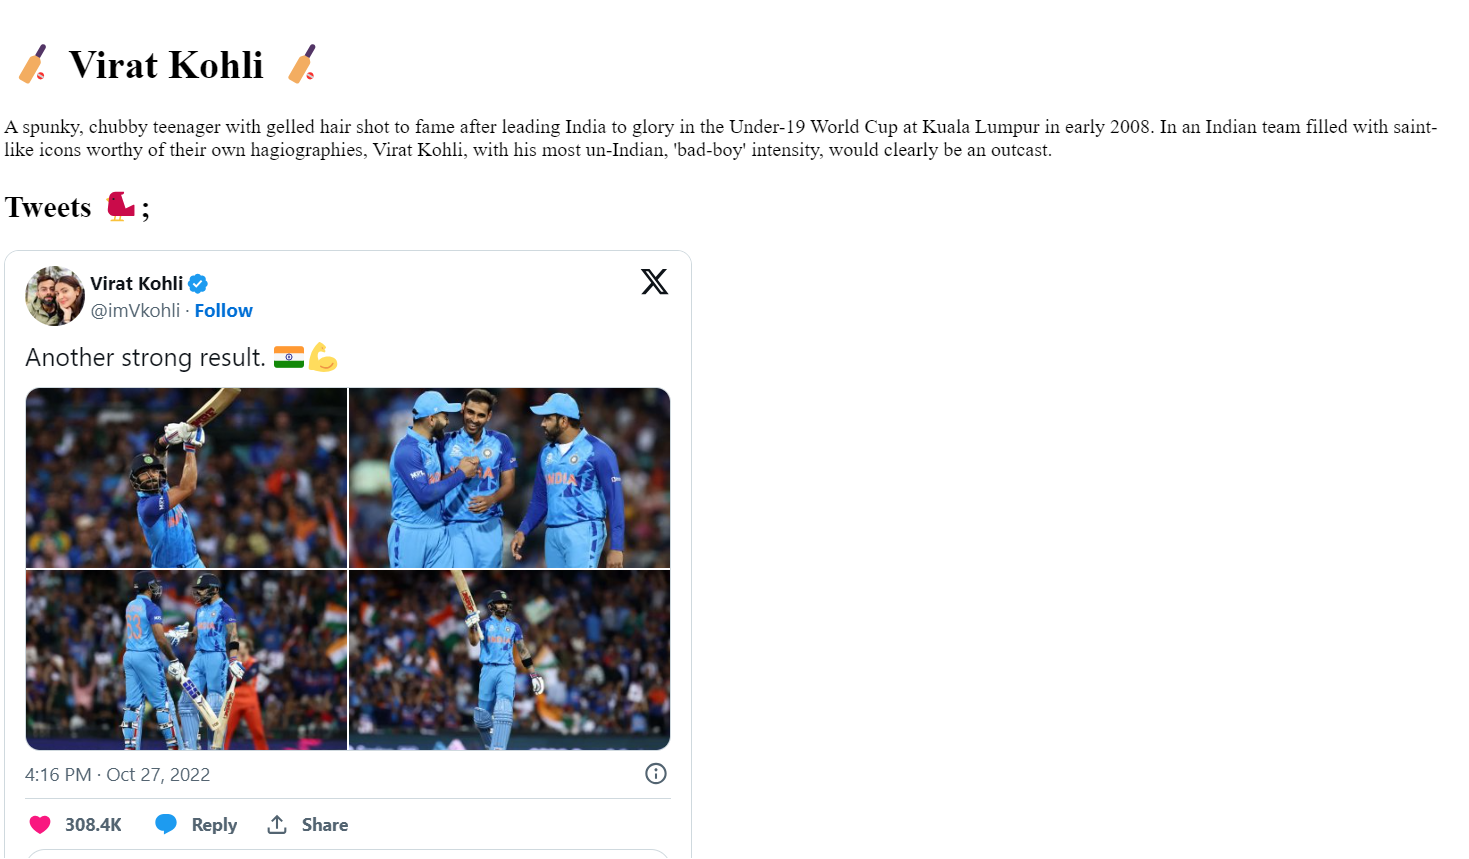 🏏 Virat Kohli 🏏
A spunky, chubby teenager with gelled hair shot to fame after leading India to glory in the Under-19 World Cup at Kuala Lumpur in early 2008. In an Indian team filled with saint-
like icons worthy of their own hagiographies, Virat Kohli, with his most un-Indian, 'bad-boy' intensity, would clearly be an outcast.
Tweets 🐦;
Virat Kohli
@imVkohli · Follow
Another strong result. 🇮🇳💪
INDIA
4:16 PM · Oct 27, 2022
308.4K Reply Share